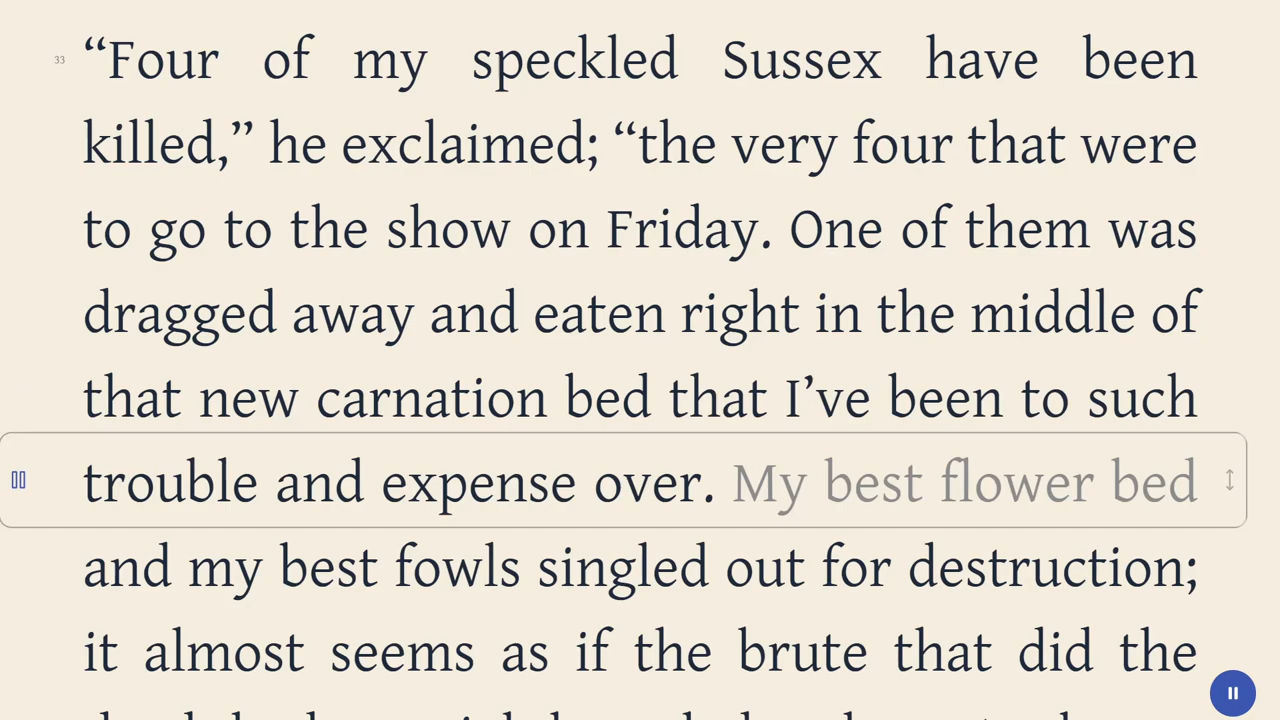 33
“Four of my speckled Sussex have been
killed,” he exclaimed; “the very four that were
to go to the show on Friday. One of them was
dragged away and eaten right in the middle of
that new carnation bed that I’ve been to such
trouble and expense over. My best flower bed
and my best fowls singled out for destruction;
it almost seems as if the brute that did the